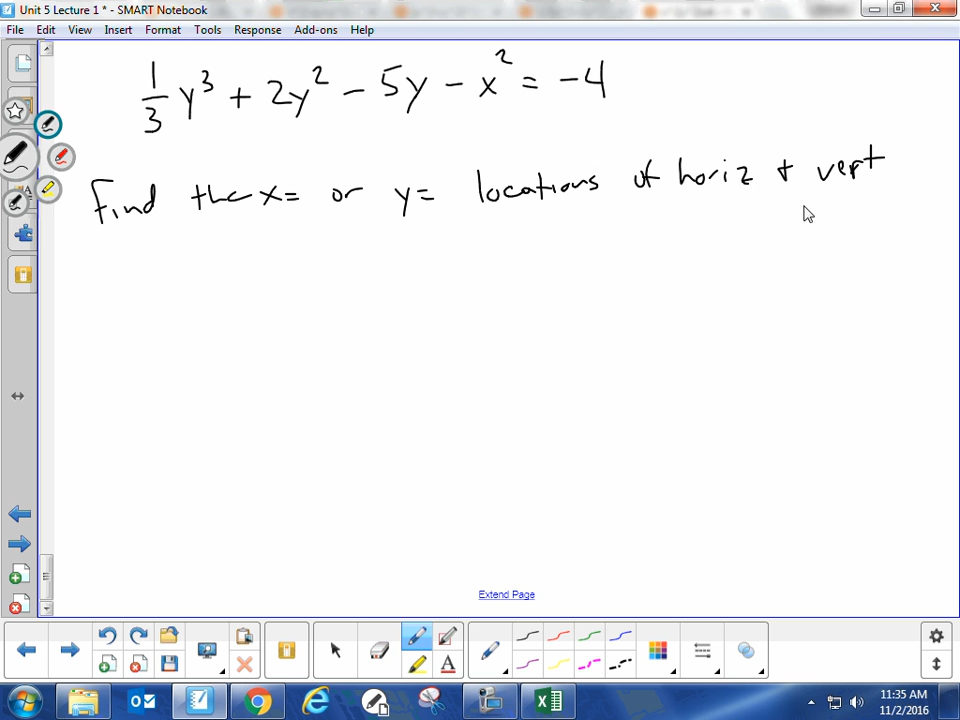 Unit 5 Lecture 1 * - SMART Notebook
File Edit View Insert Format Tools Response Add-ons Help
1/3 y³ + 2y² - 5y - x² = -4
Find the x= or y= locations of horiz + vert
Extend Page
11:35 AM
11/2/2016